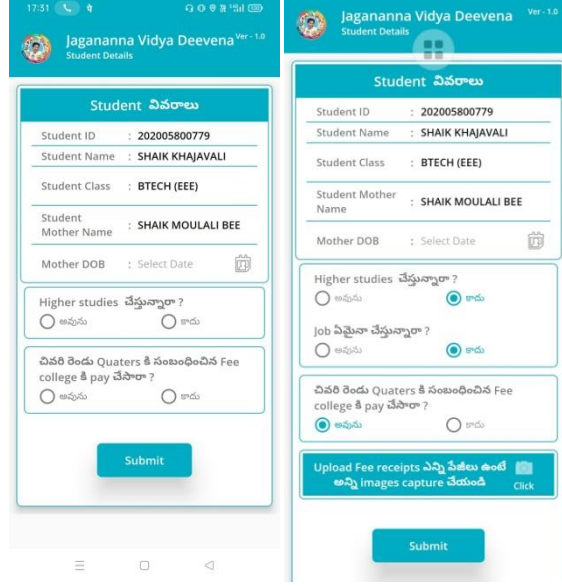 17:31
Jagananna Vidya Deevena Ver - 1.0
Student Details
Student వివరాలు
Student ID : 202005800779
Student Name : SHAIK KHAJAVALI
Student Class : BTECH (EEE)
Student
Mother Name : SHAIK MOULALI BEE
Mother DOB : Select Date
Higher studies చేస్తున్నారా ?
అవును కాదు
చివరి రెండు Quaters కి సంబంధించిన Fee
college కి pay చేసారా ?
అవును కాదు
Submit
Jagananna Vidya Deevena Ver - 1.0
Student Details
Student వివరాలు
Student ID : 202005800779
Student Name : SHAIK KHAJAVALI
Student Class : BTECH (EEE)
Student Mother
Name : SHAIK MOULALI BEE
Mother DOB : Select Date
Higher studies చేస్తున్నారా ?
అవును కాదు
Job ఏమైనా చేస్తున్నారా ?
అవును కాదు
చివరి రెండు Quaters కి సంబంధించిన Fee
college కి pay చేసారా ?
అవును కాదు
Upload Fee receipts ఎన్ని పేజీలు ఉంటే
అన్ని images capture చేయండి Click
Submit